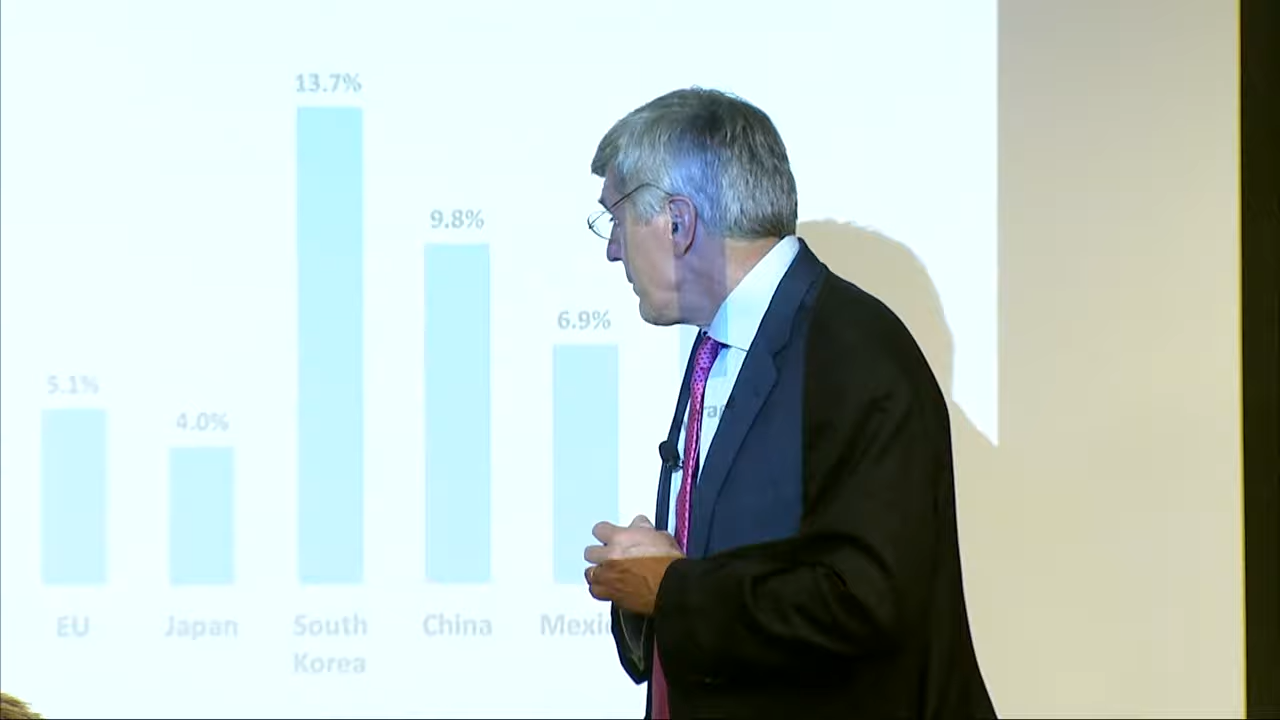 13.7%
9.8%
6.9%
5.1%
4.0%
EU
Japan
South
Korea
China
Mexi